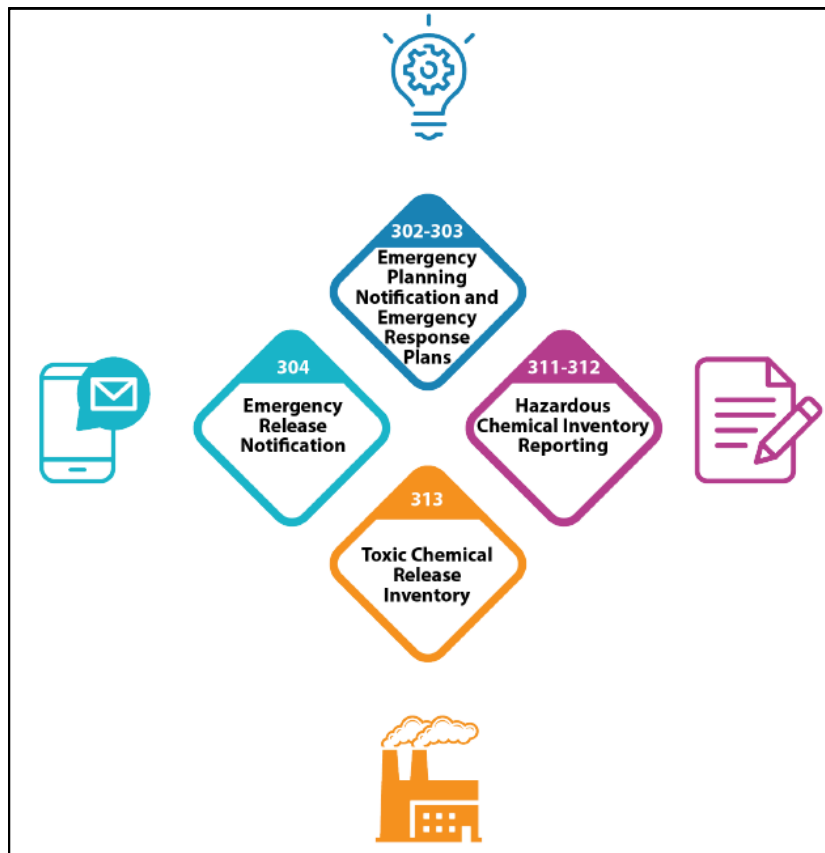 302-303
Emergency
Planning
Notification and
Emergency
Response
Plans
304
Emergency
Release
Notification
311-312
Hazardous
Chemical Inventory
Reporting
313
Toxic Chemical
Release
Inventory